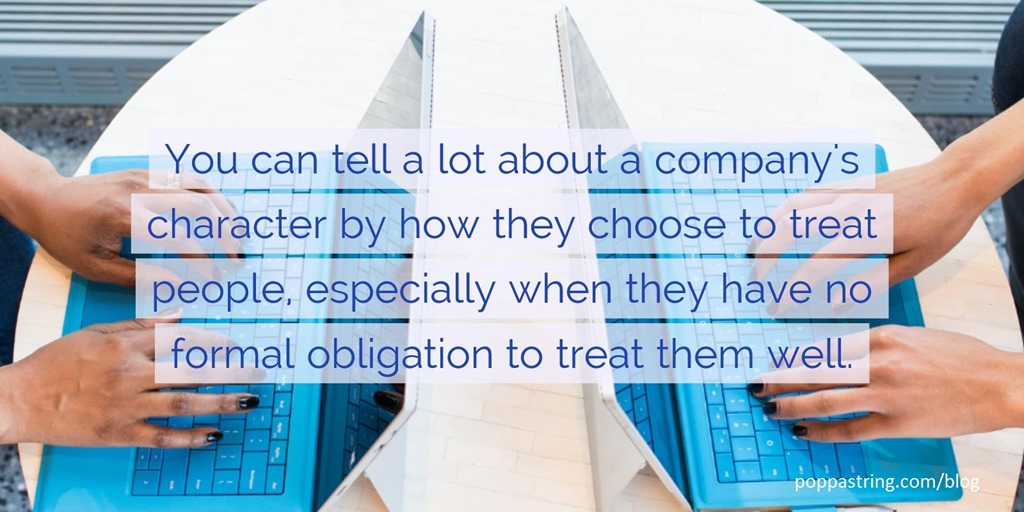 You can tell a lot about a company's
character by how they choose to treat
people, especially when they have no
formal obligation to treat them well.
poppastring.com/blog